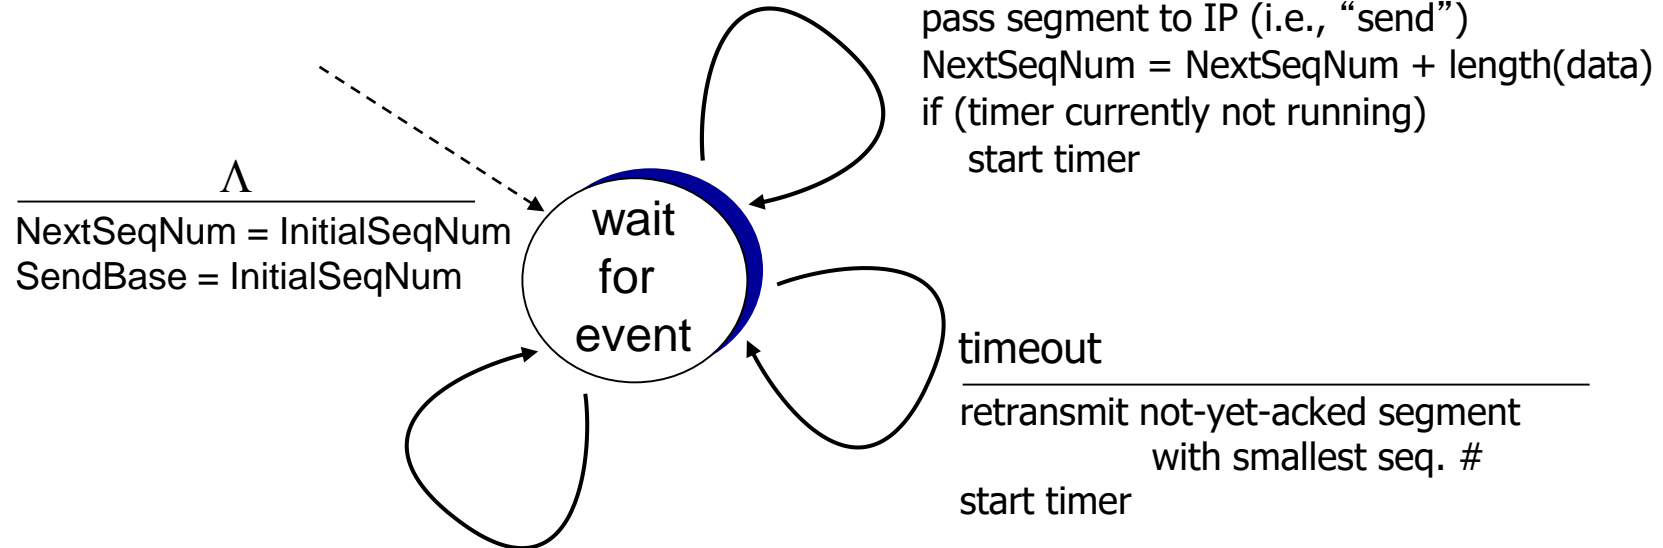 pass segment to IP (i.e., “send”)
NextSeqNum = NextSeqNum + length(data)
if (timer currently not running)
start timer
Λ
NextSeqNum = InitialSeqNum
SendBase = InitialSeqNum
wait
for
event
timeout
retransmit not-yet-acked segment
with smallest seq. #
start timer